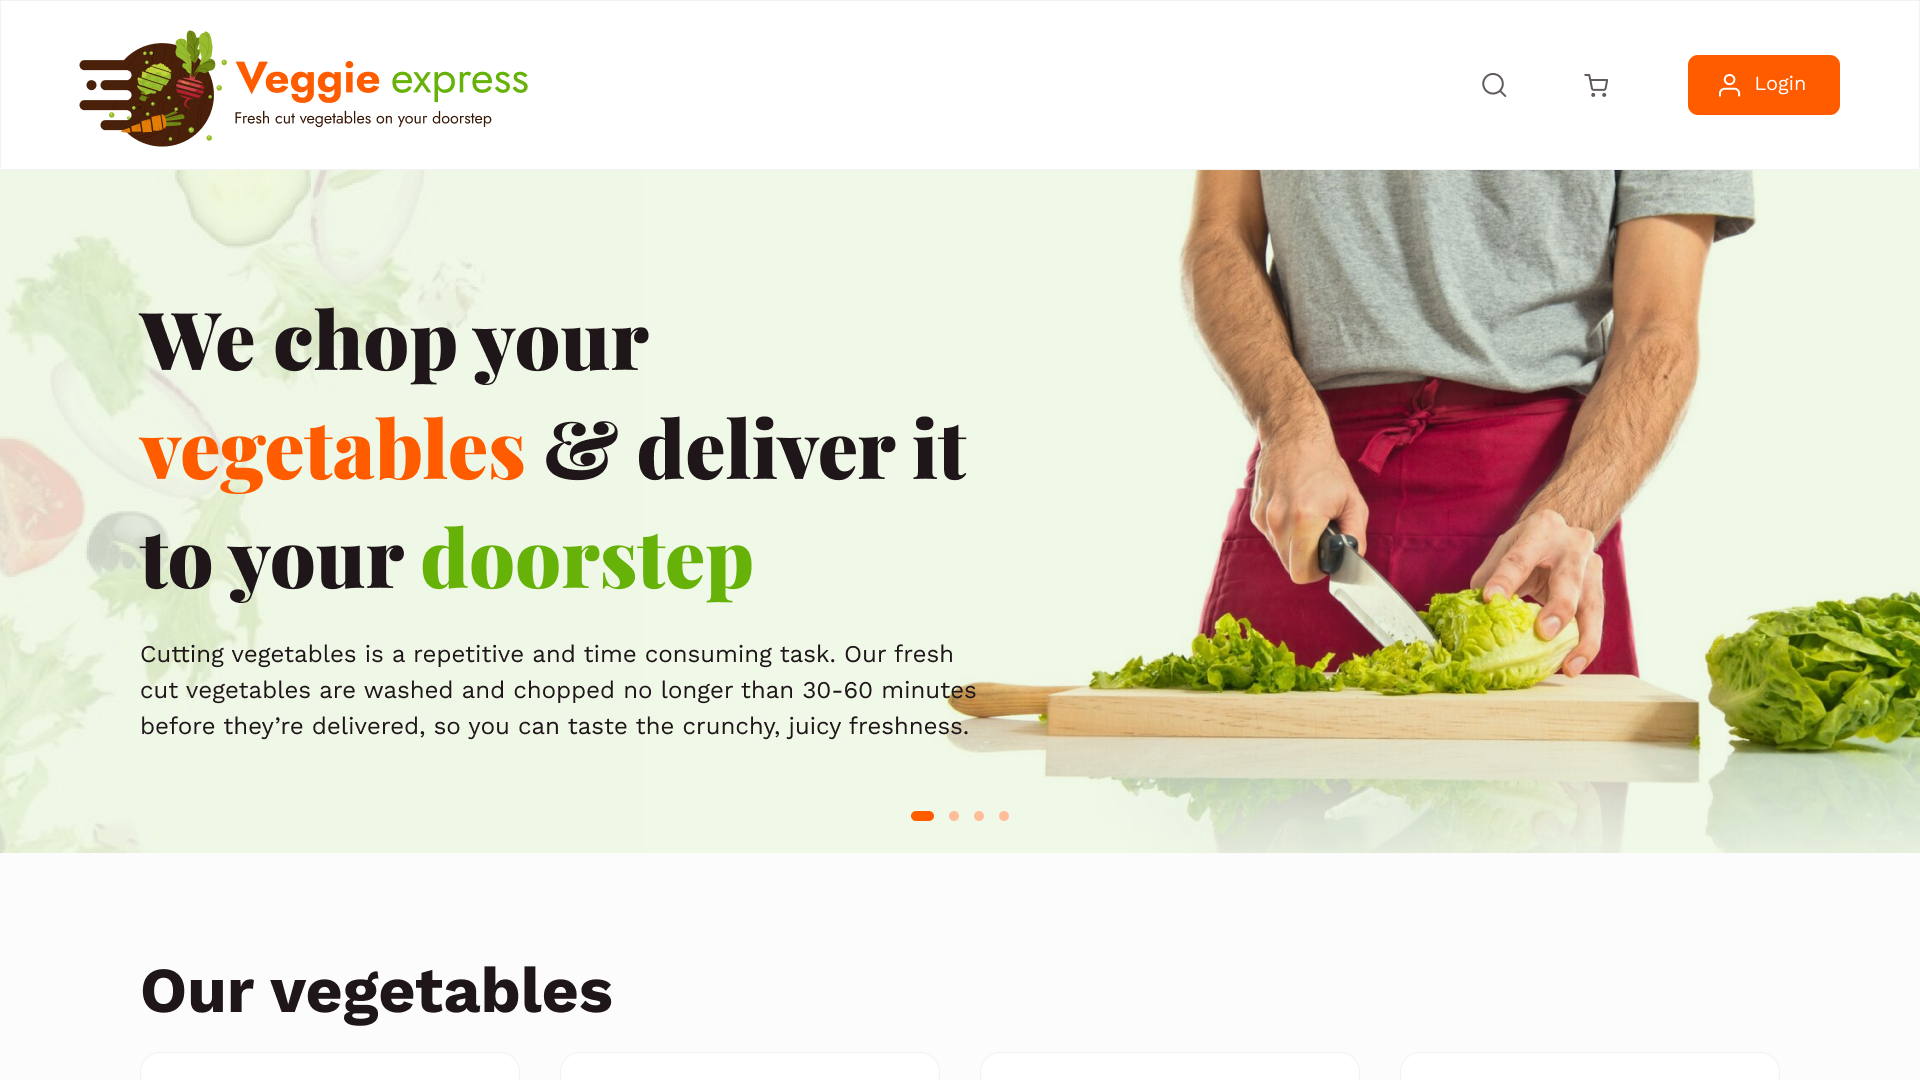 Veggie express
Fresh cut vegetables on your doorstep
Login
We chop your
vegetables & deliver it
to your doorstep
Cutting vegetables is a repetitive and time consuming task. Our fresh
cut vegetables are washed and chopped no longer than 30-60 minutes
before they’re delivered, so you can taste the crunchy, juicy freshness.
Our vegetables